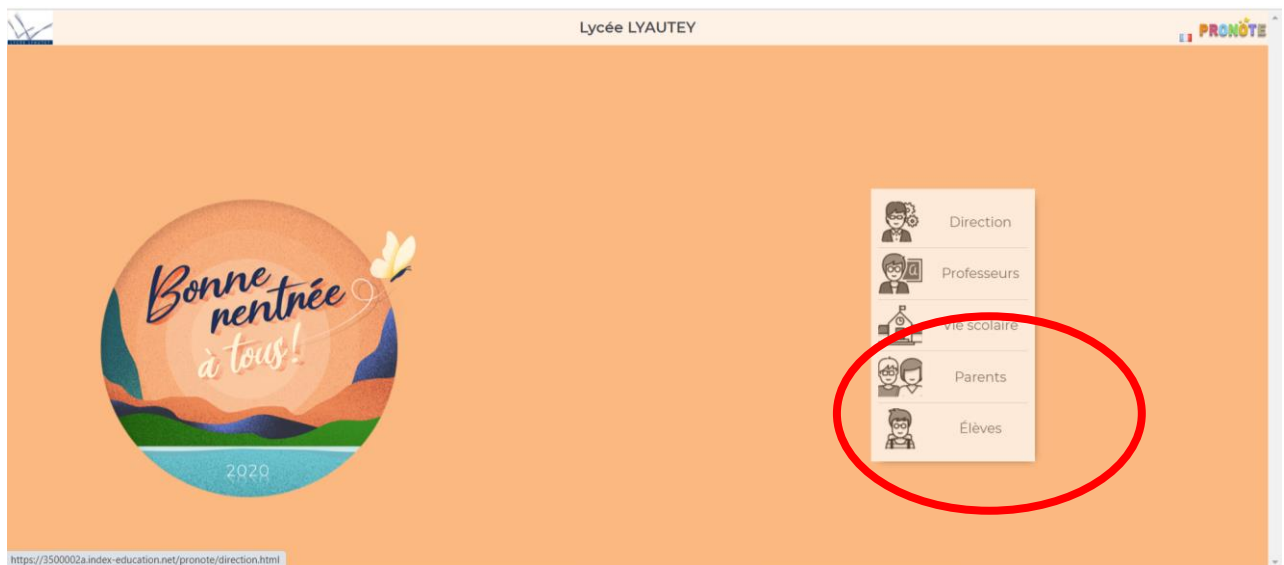 Lycée LYAUTEY
PRONOTE
Direction
Professeurs
Vie scolaire
Parents
Élèves
Bonne
rentrée
à tous!
2020
https://3500002a.index-education.net/pronote/direction.html